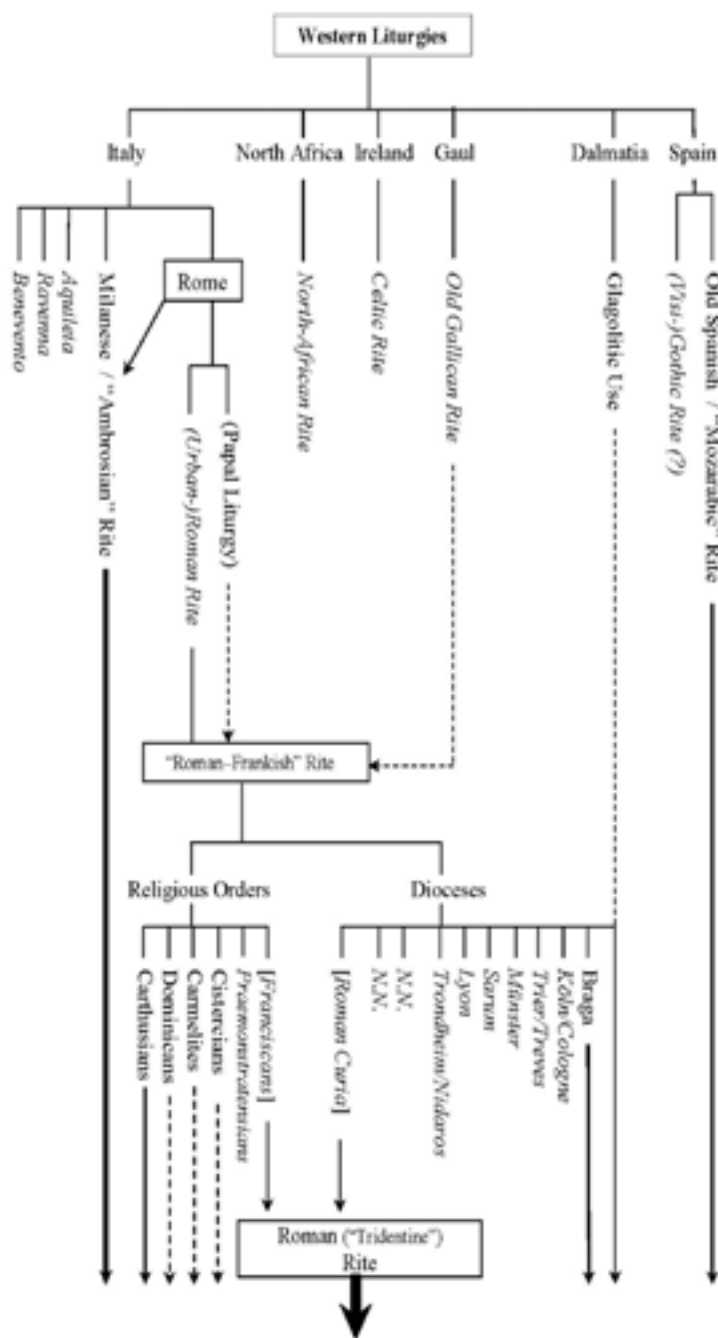 Western Liturgies
Italy
North Africa
Ireland
Gaul
Dalmatia
Spain
Benevento
Ravenna
Aquileia
Milanese / "Ambrosian" Rite
Rome
(Urban-)Roman Rite
(Papal Liturgy)
North-African Rite
Celtic Rite
Old Gallican Rite
Glagolitic Use
(Visi-)Gothic Rite (?)
Old Spanish / "Mozarabic" Rite
"Roman–Frankish" Rite
Religious Orders
Dioceses
Carthusians
Dominicans
Carmelites
Cistercians
Praemonstratensians
[Franciscans]
[Roman Curia]
N.N.
N.N.
Trondheim/Nidaros
Lyon
Sarum
Münster
Trier/Treves
Köln/Cologne
Braga
Roman ("Tridentine")
Rite